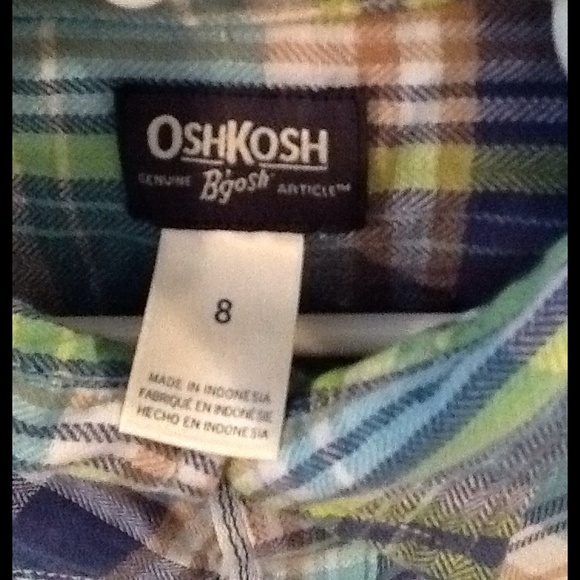 OSHKOSH
GENUINE B'gosh ARTICLE™
8
MADE IN INDONESIA
FABRIQUÉ EN INDONÉSIE
HECHO EN INDONESIA